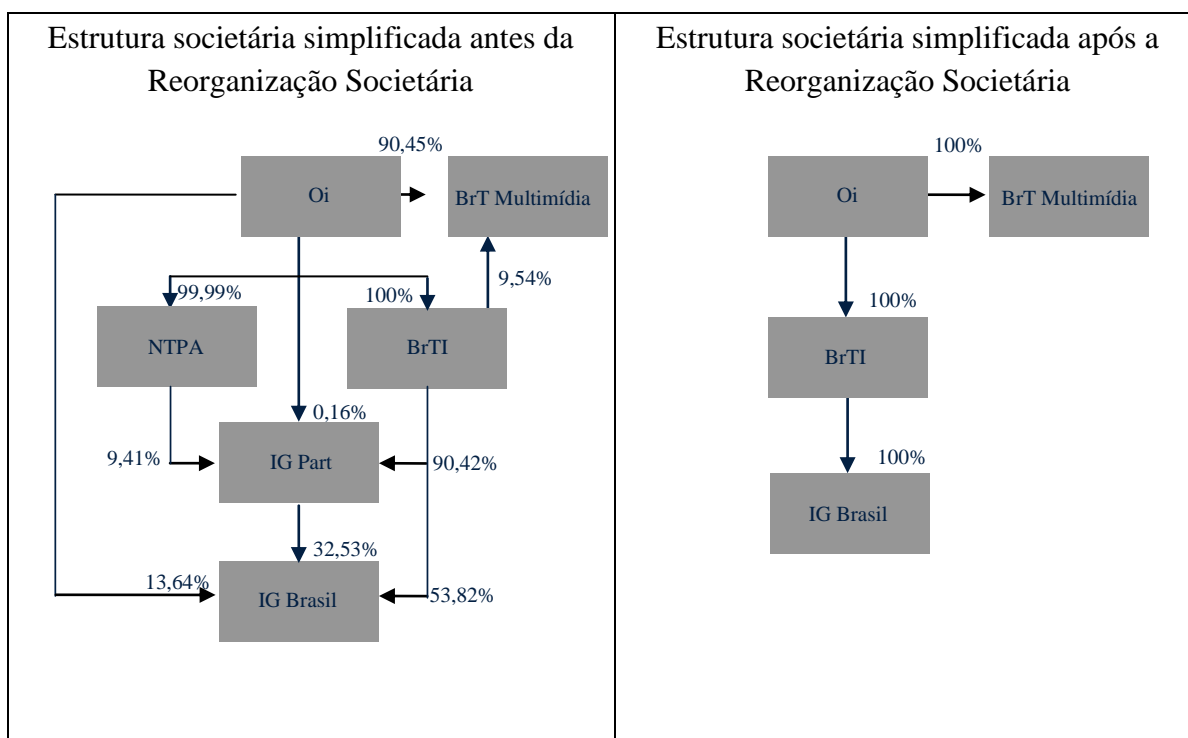 Estrutura societária simplificada antes da
Reorganização Societária
90,45%
Oi
BrT Multimídia
9,54%
99,99%
100%
NTPA
BrTI
0,16%
9,41%
IG Part
90,42%
32,53%
13,64%
IG Brasil
53,82%
Estrutura societária simplificada após a
Reorganização Societária
100%
Oi
BrT Multimídia
100%
BrTI
100%
IG Brasil